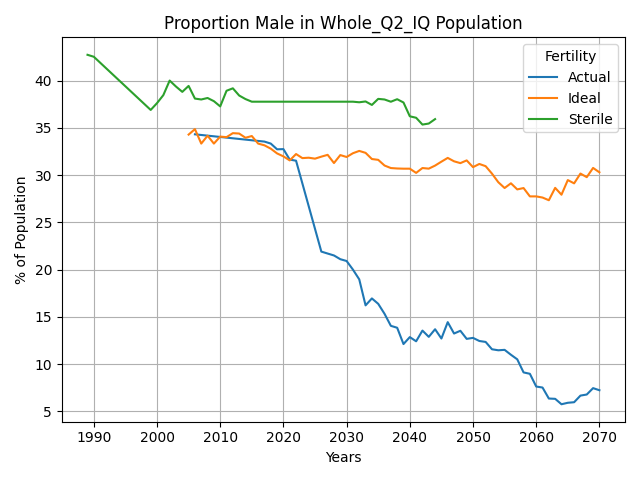 Proportion Male in Whole_Q2_IQ Population
Fertility
Actual
Ideal
Sterile
% of Population
40
35
30
25
20
15
10
5
1990 2000 2010 2020 2030 2040 2050 2060 2070
Years